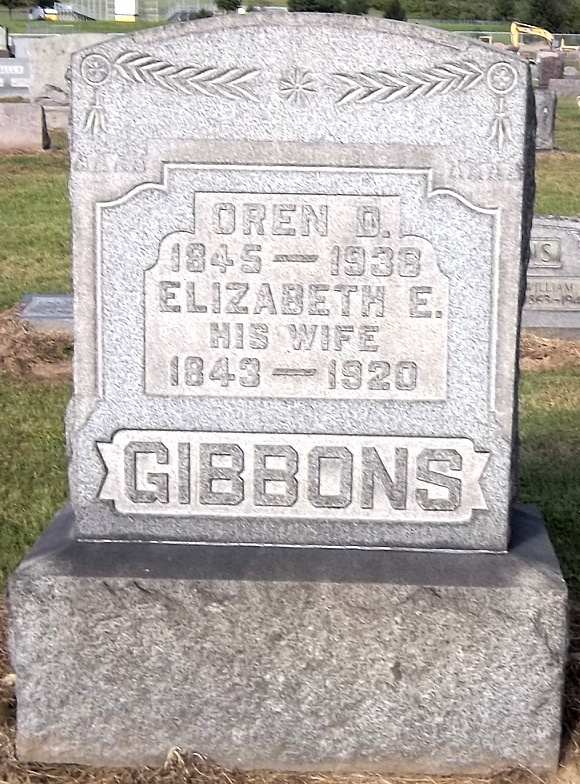 OREN D.
1845 — 1938
ELIZABETH E.
HIS WIFE
1843 — 1920
GIBBONS